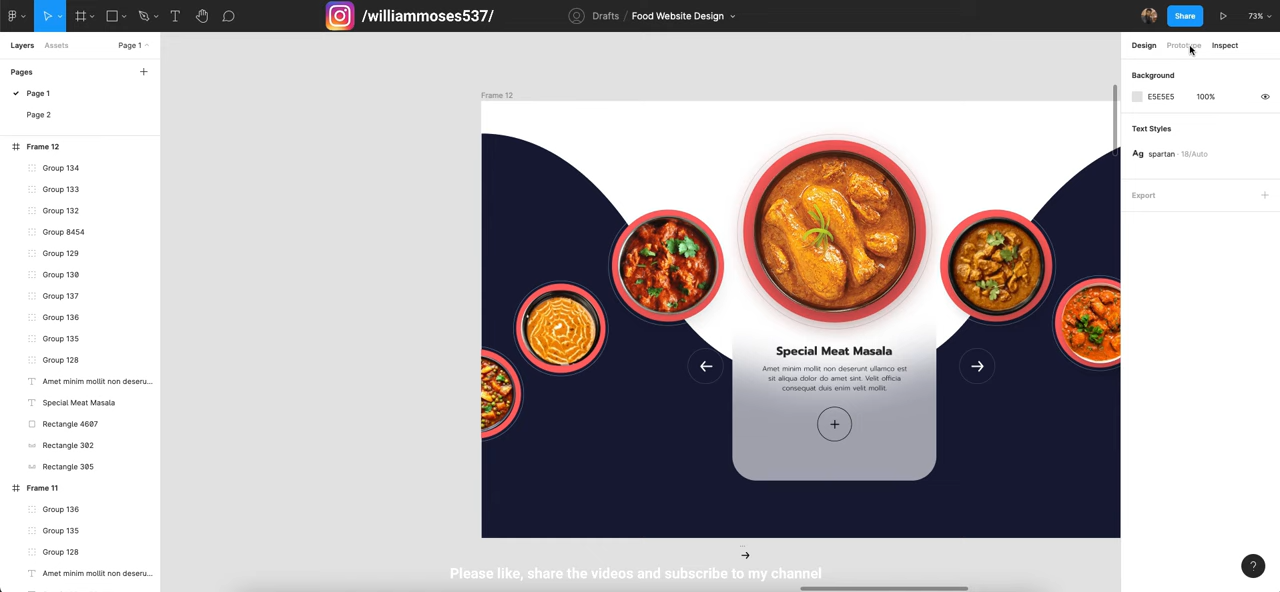 /williammoses537/
Drafts / Food Website Design
Share
73%
Layers
Assets
Page 1
Pages
Page 1
Page 2
Frame 12
Group 134
Group 133
Group 132
Group 8454
Group 129
Group 130
Group 137
Group 136
Group 135
Group 128
Amet minim mollit non deseru...
Special Meat Masala
Rectangle 4607
Rectangle 302
Rectangle 305
Frame 11
Group 136
Group 135
Group 128
Amet minim mollit non deseru...
Frame 12
Special Meat Masala
Amet minim mollit non deserunt ullamco est
sit aliqua dolor do amet sint. Velit officia
consequat duis enim velit mollit.
Please like, share the videos and subscribe to my channel
Design
Prototype
Inspect
Background
E5E5E5
100%
Text Styles
Ag spartan · 18/Auto
Export
?